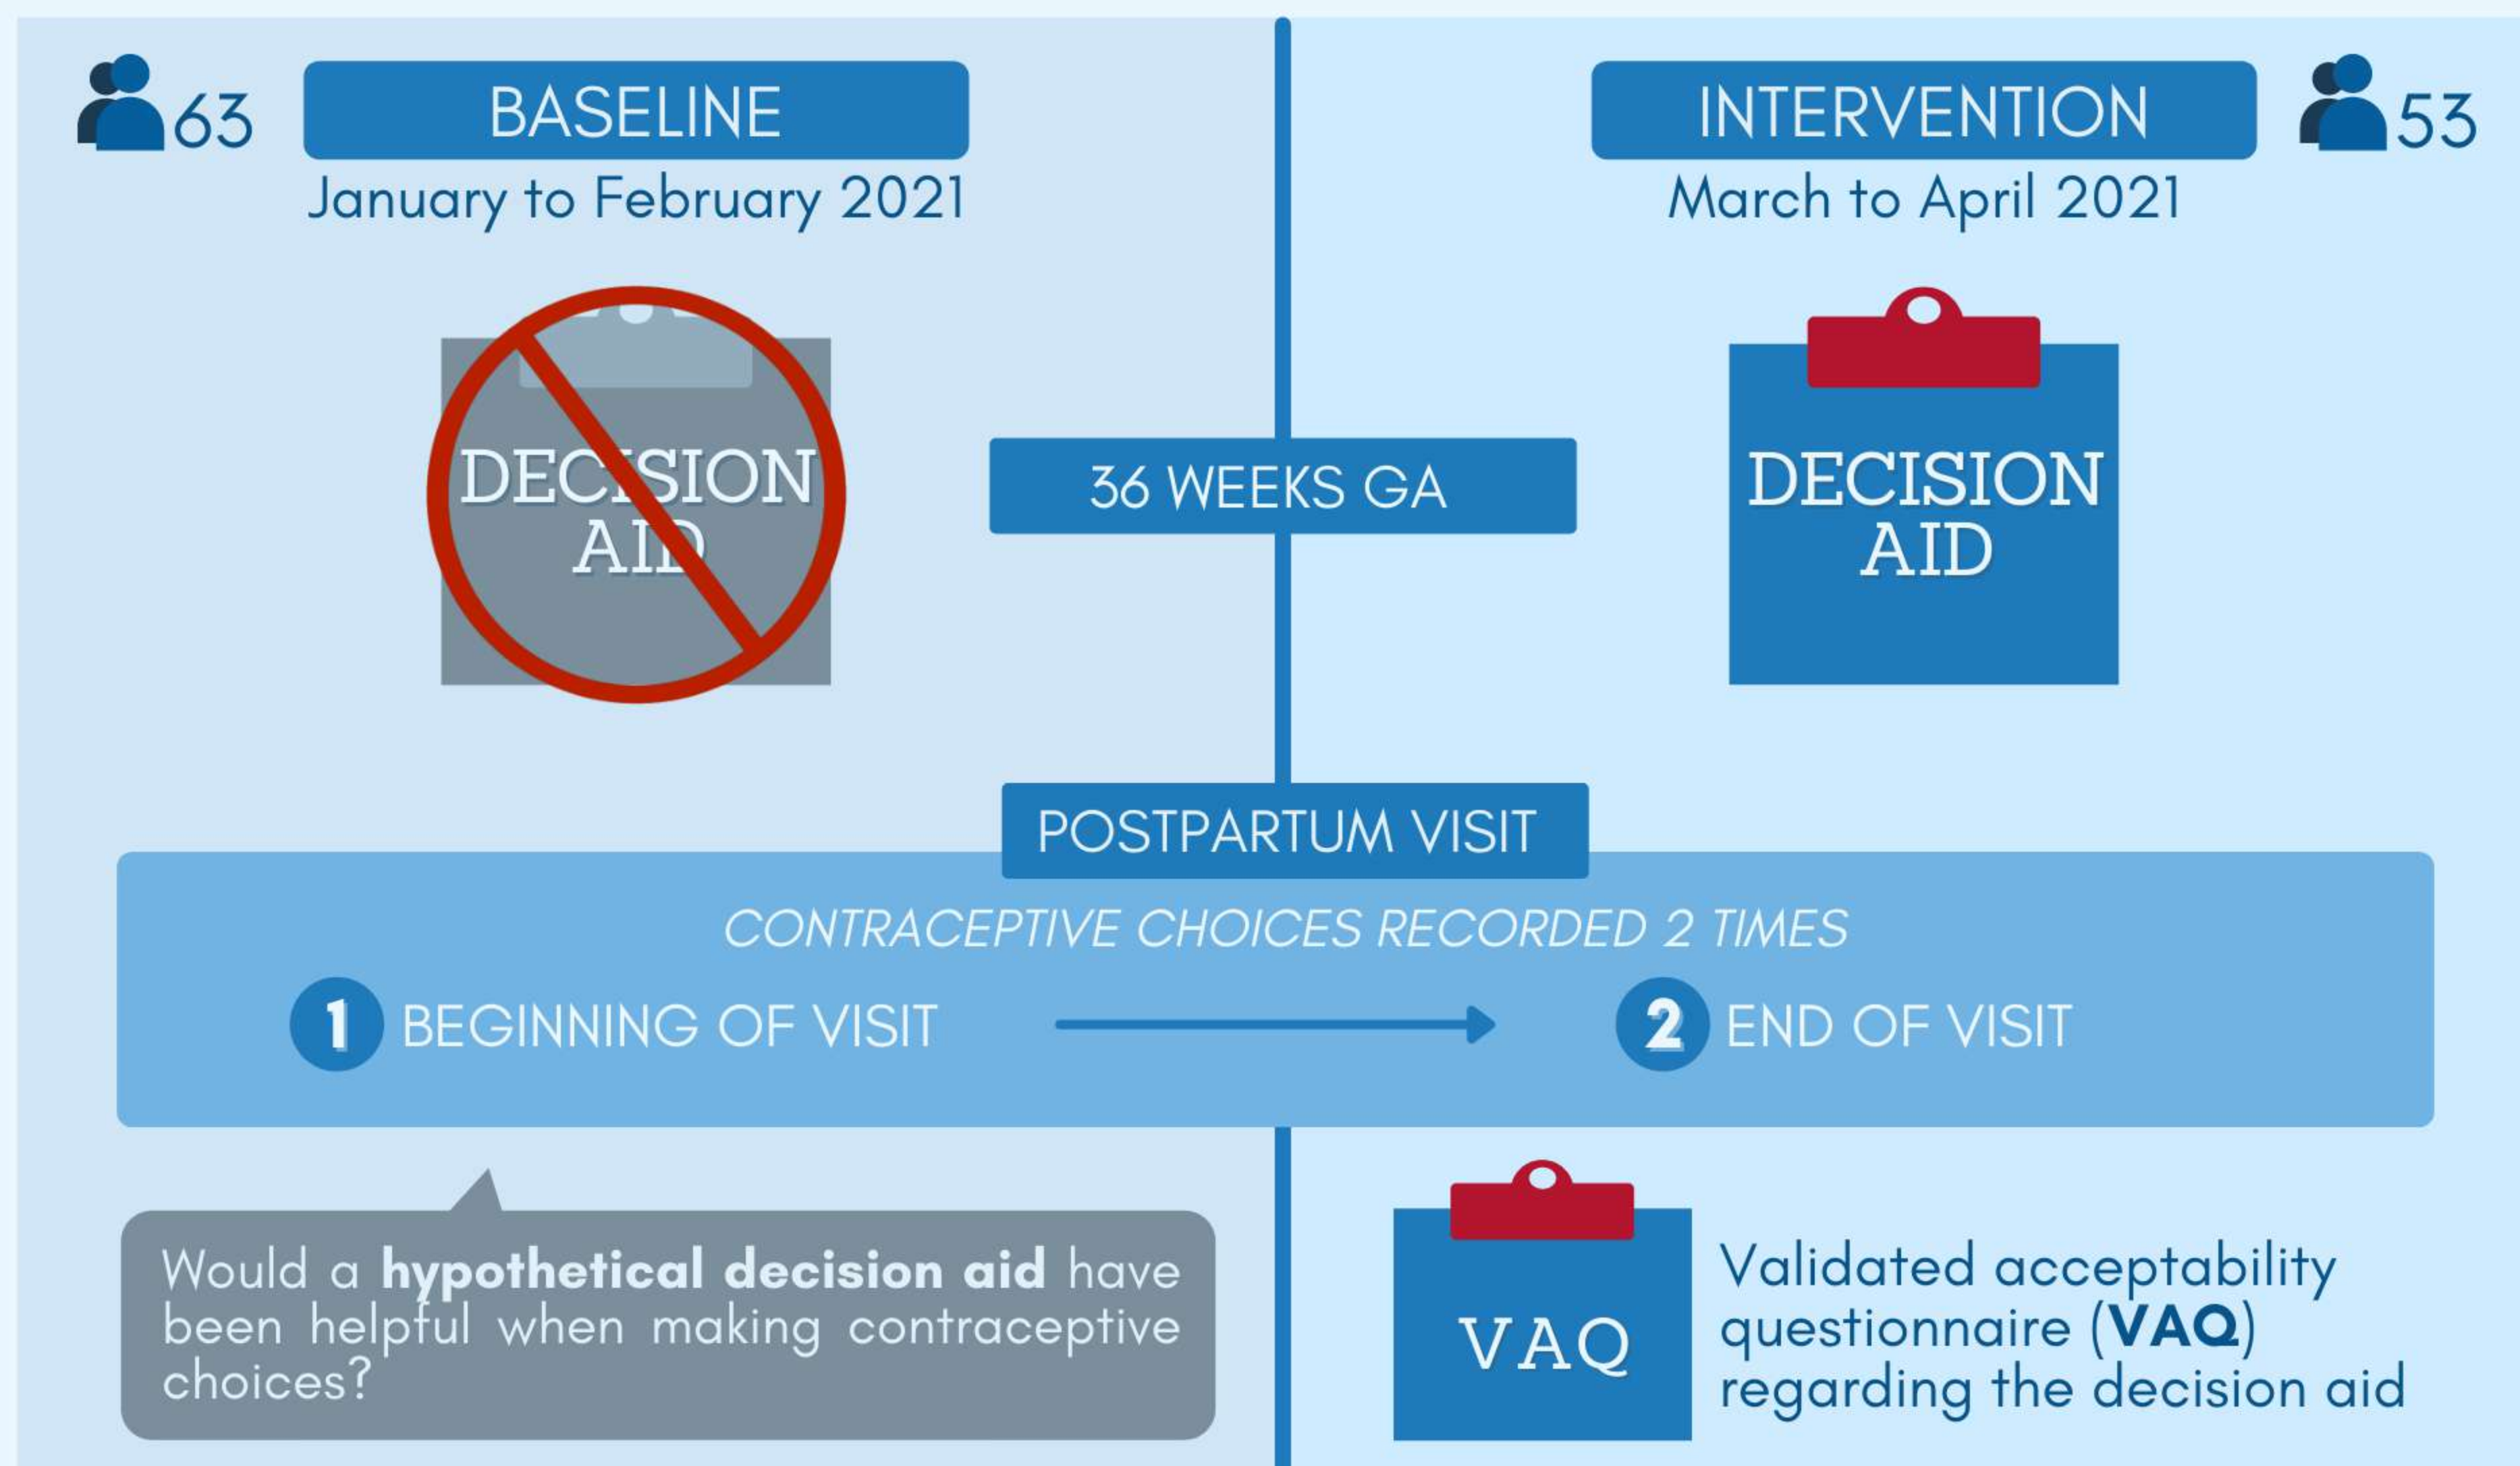 63
BASELINE
January to February 2021
INTERVENTION
53
March to April 2021
DECISION
AID
36 WEEKS GA
DECISION
AID
POSTPARTUM VISIT
CONTRACEPTIVE CHOICES RECORDED 2 TIMES
1 BEGINNING OF VISIT
2 END OF VISIT
Would a hypothetical decision aid have
been helpful when making contraceptive
choices?
VAQ
Validated acceptability
questionnaire (VAQ)
regarding the decision aid